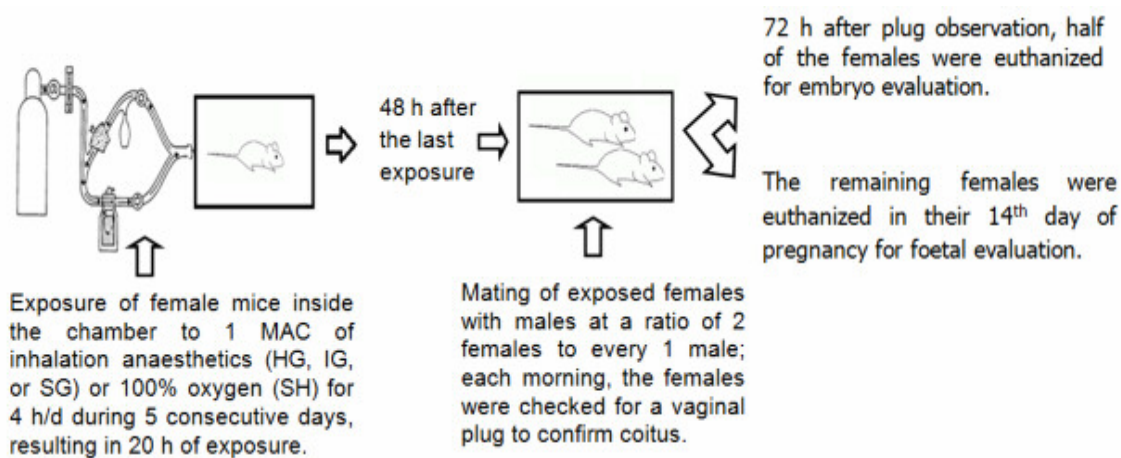 Exposure of female mice inside
the chamber to 1 MAC of
inhalation anaesthetics (HG, IG,
or SG) or 100% oxygen (SH) for
4 h/d during 5 consecutive days,
resulting in 20 h of exposure.
48 h after
the last
exposure
Mating of exposed females
with males at a ratio of 2
females to every 1 male;
each morning, the females
were checked for a vaginal
plug to confirm coitus.
72 h after plug observation, half
of the females were euthanized
for embryo evaluation.
The remaining females were
euthanized in their 14th day of
pregnancy for foetal evaluation.